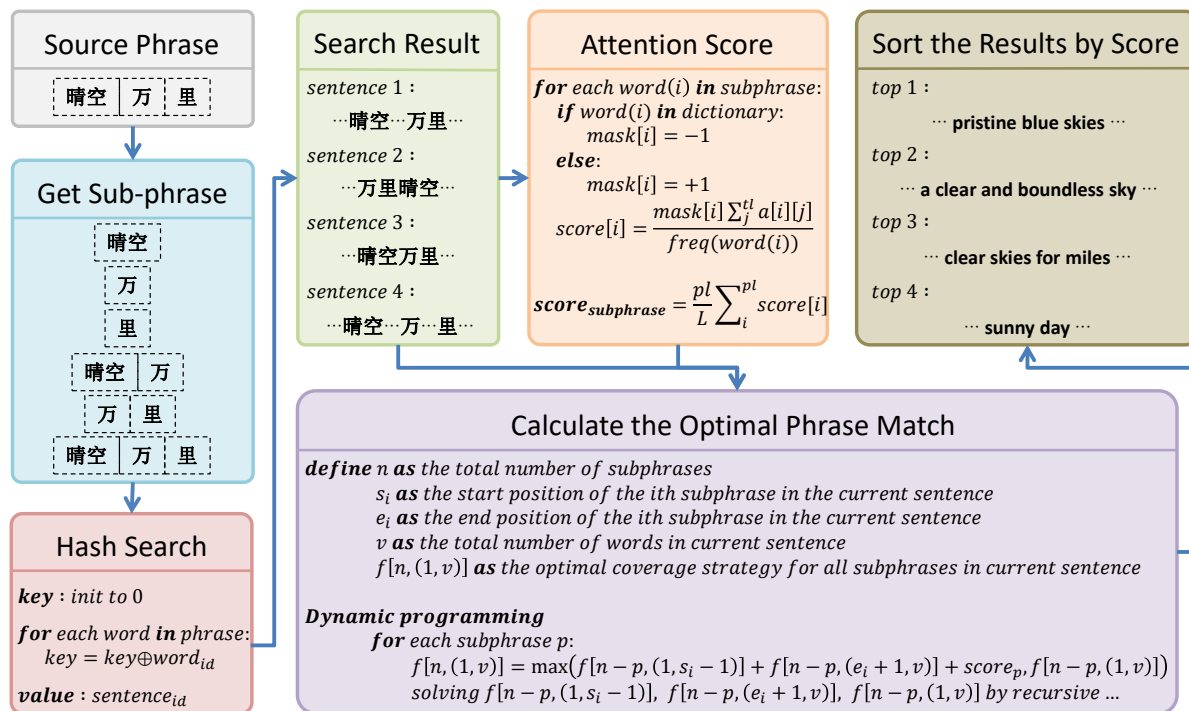 Source Phrase
晴空 万 里
Get Sub-phrase
晴空
万
里
晴空 万
万 里
晴空 万 里
Hash Search
key : init to 0
for each word in phrase:
key = key⊕word_id
value : sentence_id
Search Result
sentence 1 :
···晴空···万里···
sentence 2 :
···万里晴空···
sentence 3 :
···晴空万里···
sentence 4 :
···晴空···万···里···
Attention Score
for each word(i) in subphrase:
if word(i) in dictionary:
mask[i] = −1
else:
mask[i] = +1
score[i] = mask[i] ∑_j^tl a[i][j] / freq(word(i))
score_subphrase = pl/L ∑_i^pl score[i]
Calculate the Optimal Phrase Match
define n as the total number of subphrases
s_i as the start position of the ith subphrase in the current sentence
e_i as the end position of the ith subphrase in the current sentence
v as the total number of words in current sentence
f[n, (1, v)] as the optimal coverage strategy for all subphrases in current sentence
Dynamic programming
for each subphrase p:
f[n, (1, v)] = max(f[n − p, (1, s_i − 1)] + f[n − p, (e_i + 1, v)] + score_p, f[n − p, (1, v)])
solving f[n − p, (1, s_i − 1)], f[n − p, (e_i + 1, v)], f[n − p, (1, v)] by recursive ...
Sort the Results by Score
top 1 :
··· pristine blue skies ···
top 2 :
··· a clear and boundless sky ···
top 3 :
··· clear skies for miles ···
top 4 :
··· sunny day ···